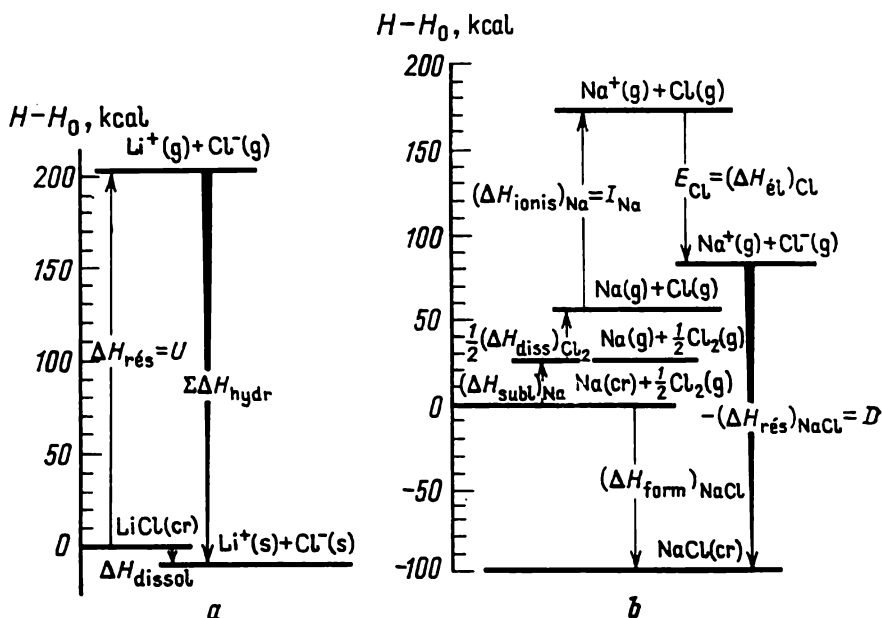 H–H₀, kcal
Li⁺(g)+Cl⁻(g)
200
150
100
50
0
ΔH_rés=U
ΣΔH_hydr
LiCl(cr)
Li⁺(s)+Cl⁻(s)
ΔH_dissol
a
H–H₀, kcal
200
150
100
50
0
-50
-100
Na⁺(g)+Cl(g)
(ΔH_ionis)_Na=I_Na
E_Cl=(ΔH_él)_Cl
Na⁺(g)+Cl⁻(g)
Na(g)+Cl(g)
½(ΔH_diss)_Cl₂
Na(g)+½Cl₂(g)
(ΔH_subl)_Na
Na(cr)+½Cl₂(g)
-(ΔH_rés)_NaCl=D
(ΔH_form)_NaCl
NaCl(cr)
b